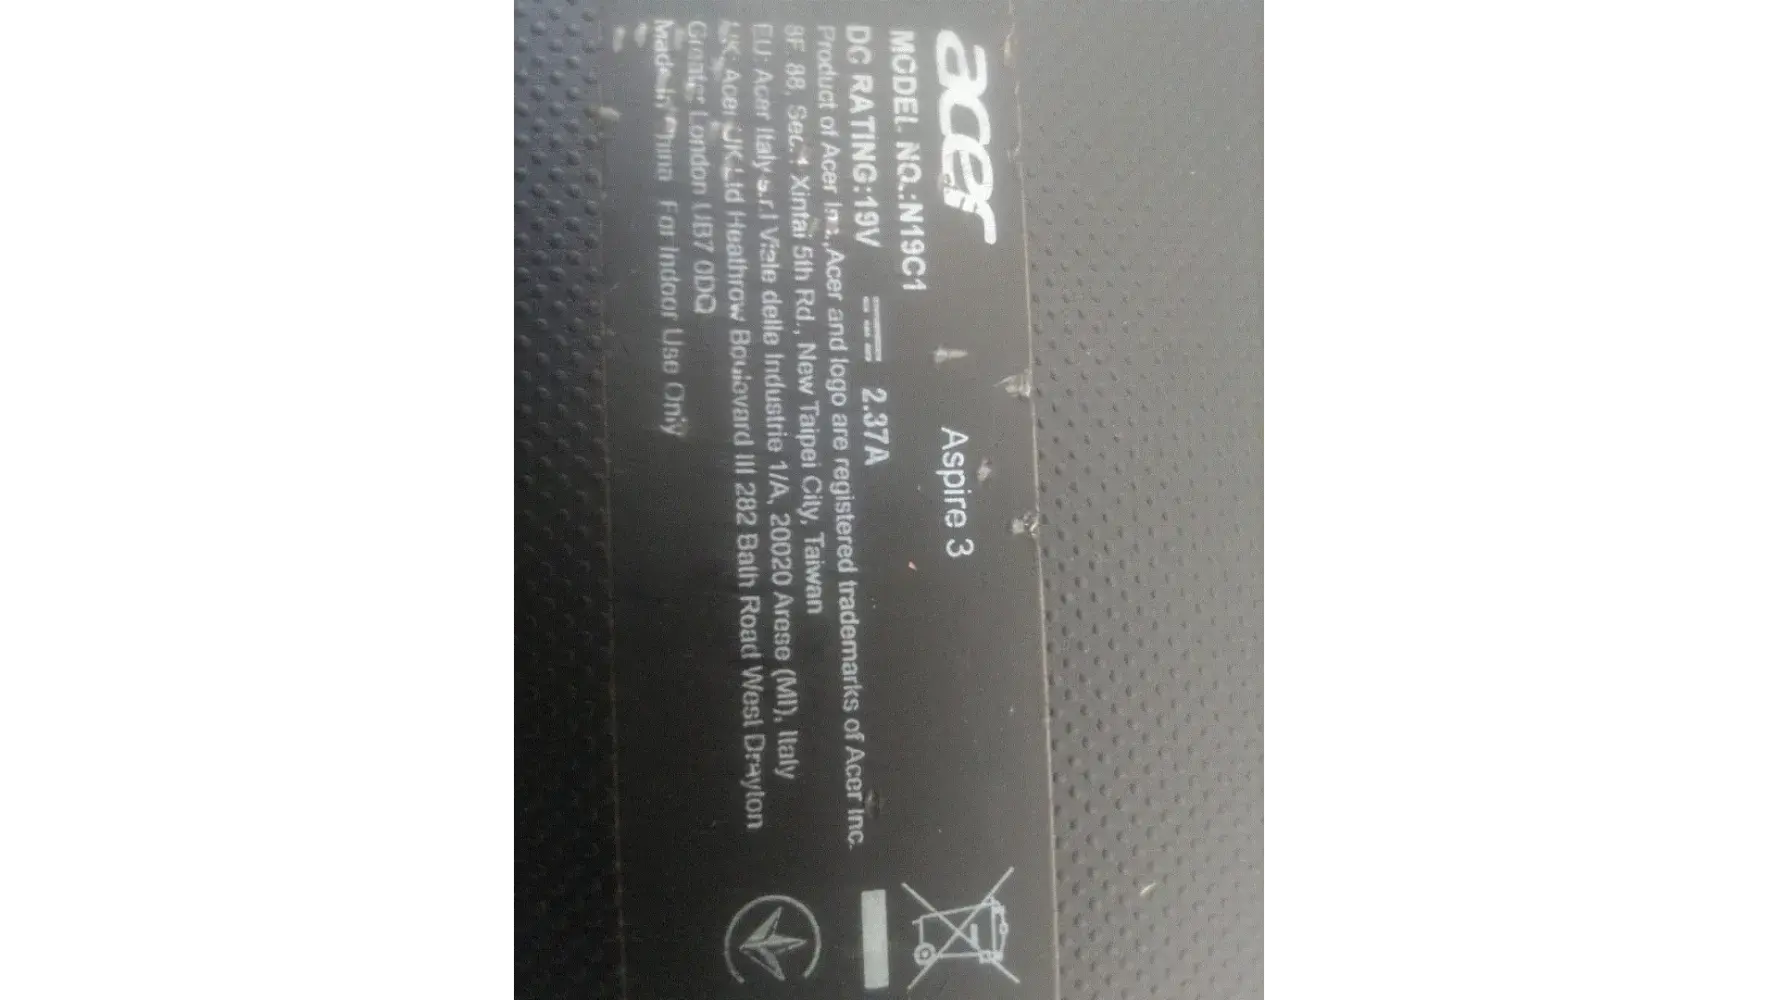 acer
Aspire 3
MODEL NO.:N19C1
DC RATING:19V 2.37A
Product of Acer Inc., Acer and logo are registered trademarks of Acer Inc.
8F, 88, Sec.1 Xintai 5th Rd., New Taipei City, Taiwan
EU: Acer Italy s.r.l Viale delle Industrie 1/A, 20020 Arese (MI), Italy
UK: Acer UK Ltd Heathrow Boulevard III 282 Bath Road West Drayton
Greater London UB7 0DQ
Made In China For Indoor Use Only